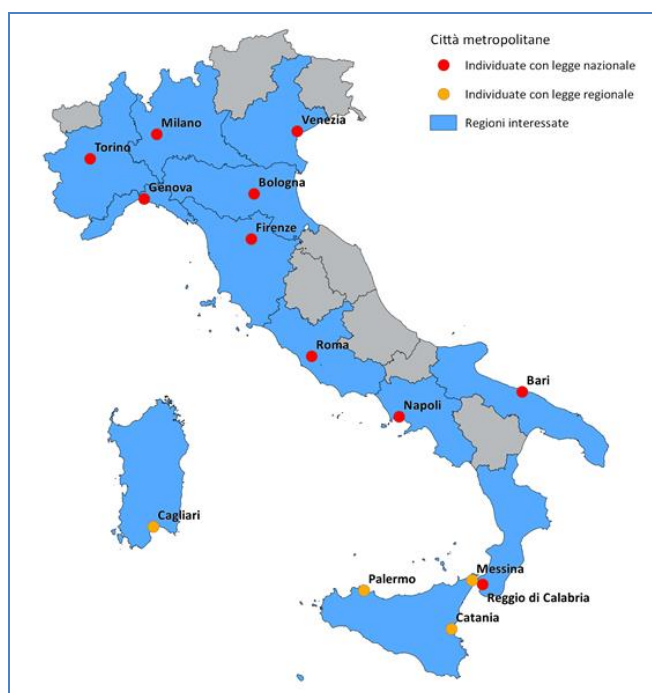 Città metropolitane
Individuate con legge nazionale
Individuate con legge regionale
Regioni interessate
Milano
Venezia
Torino
Genova
Bologna
Firenze
Roma
Bari
Napoli
Cagliari
Messina
Palermo
Reggio di Calabria
Catania